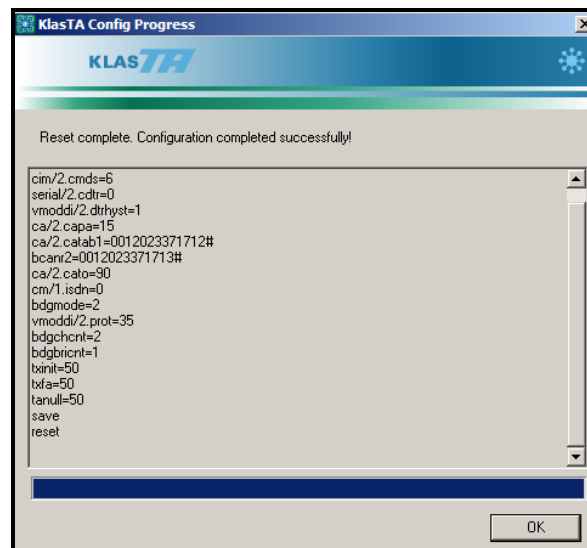 KlasTA Config Progress
KLASTA
Reset complete. Configuration completed successfully!
cim/2.cmds=6
serial/2.cdtr=0
vmoddi/2.dtrhyst=1
ca/2.capa=15
ca/2.catab1=0012023371712#
bcanr2=0012023371713#
ca/2.cato=90
cm/1.isdn=0
bdgmode=2
vmoddi/2.prot=35
bdgchcnt=2
bdgbricnt=1
txinit=50
txfa=50
tanull=50
save
reset
OK